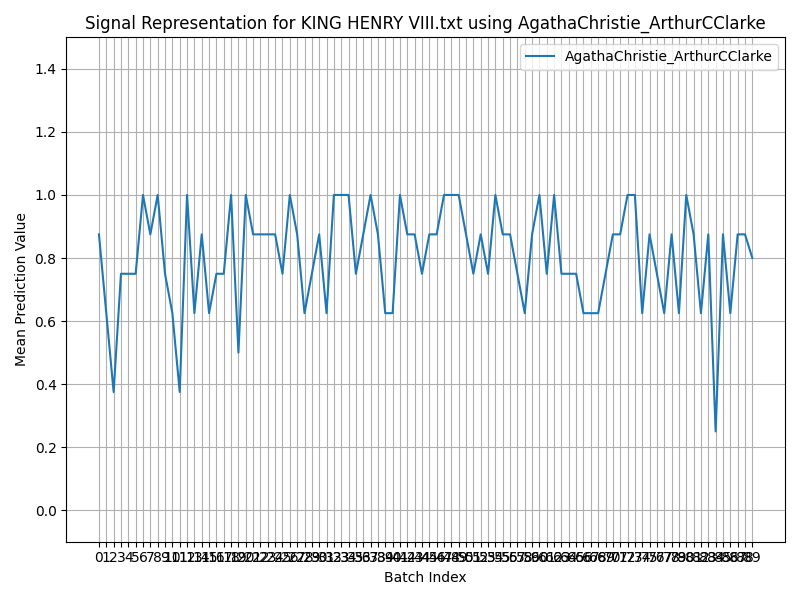 Signal Representation for KING HENRY VIII.txt using AgathaChristie_ArthurCClarke
AgathaChristie_ArthurCClarke
1.4
1.2
1.0
0.8
0.6
0.4
0.2
0.0
Mean Prediction Value
Batch Index